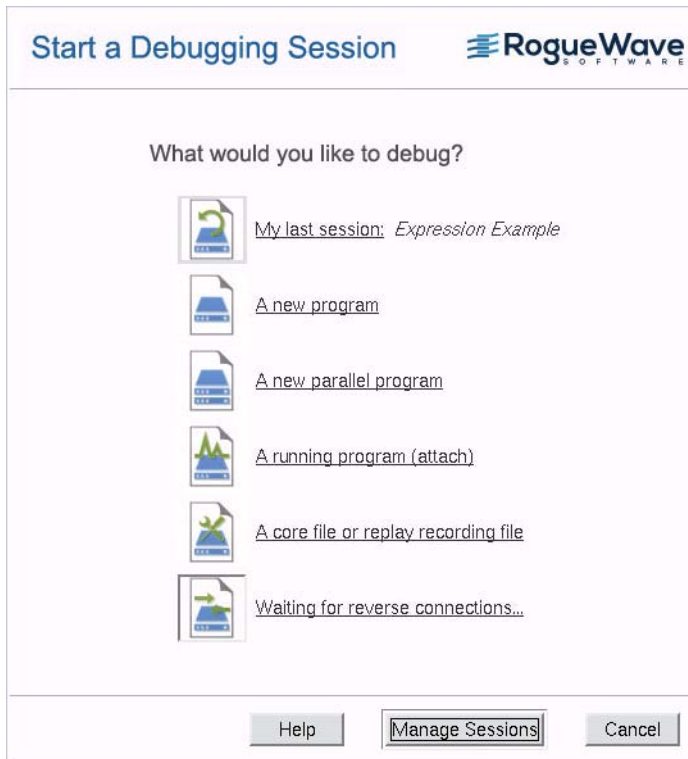 Start a Debugging Session
RogueWave
SOFTWARE
What would you like to debug?
My last session: Expression Example
A new program
A new parallel program
A running program (attach)
A core file or replay recording file
Waiting for reverse connections...
Help Manage Sessions Cancel